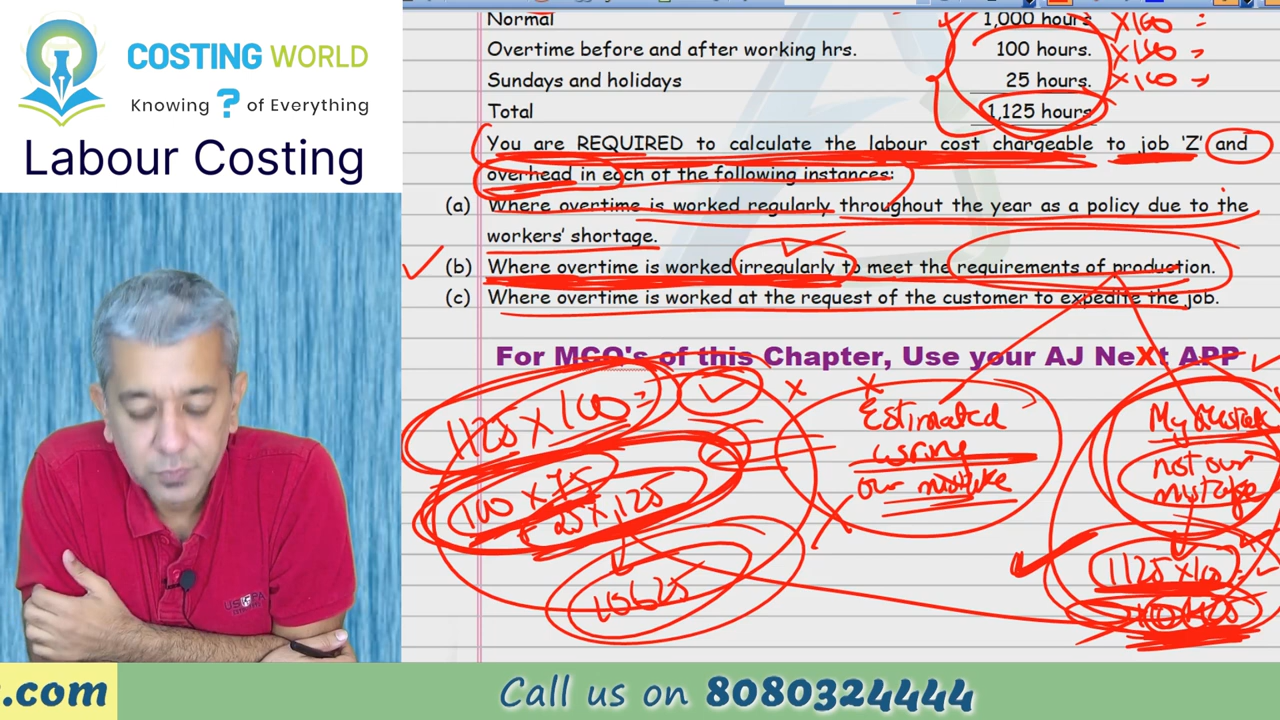 COSTING WORLD
Knowing ? of Everything
Labour Costing
Normal 1,000 hours X100 =
Overtime before and after working hrs. 100 hours. X100 =
Sundays and holidays 25 hours. X100 =
Total 1,125 hours
You are REQUIRED to calculate the labour cost chargeable to job 'Z' and
overhead in each of the following instances:
(a) Where overtime is worked regularly throughout the year as a policy due to the
workers' shortage.
(b) Where overtime is worked irregularly to meet the requirements of production.
(c) Where overtime is worked at the request of the customer to expedite the job.
For MCQ's of this Chapter, Use your AJ NeXt APP
1125 X 100 =
100 X 75
25 X 125
10625
Estimated
our mistake
not our
mistake
1125 X 100 =
.com
Call us on 8080324444